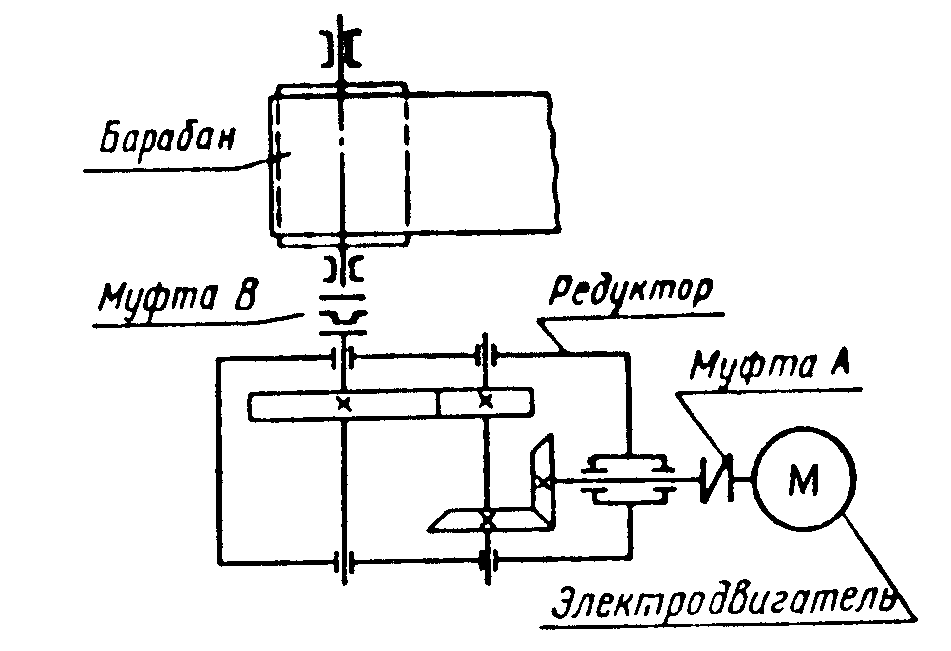 Барабан
Муфта В
Редуктор
Муфта А
М
Электродвигатель